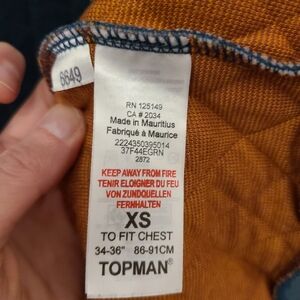 6649
RN 125149
CA # 2034
Made in Mauritius
Fabriqué à Maurice
2224350395014
37F44EGRN
2872
KEEP AWAY FROM FIRE
TENIR ELOIGNER DU FEU
VON ZUNDQUELLEN
FERNHALTEN
XS
TO FIT CHEST
34-36" 86-91CM
TOPMAN®